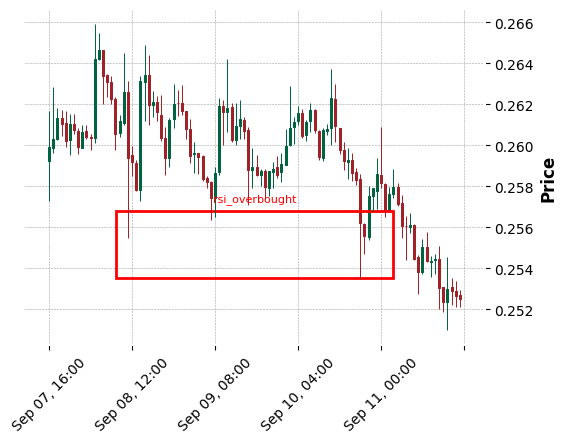 0.266
0.264
0.262
0.260
0.258
0.256
0.254
0.252
Price
rsi_overbought
Sep 07, 16:00
Sep 08, 12:00
Sep 09, 08:00
Sep 10, 04:00
Sep 11, 00:00